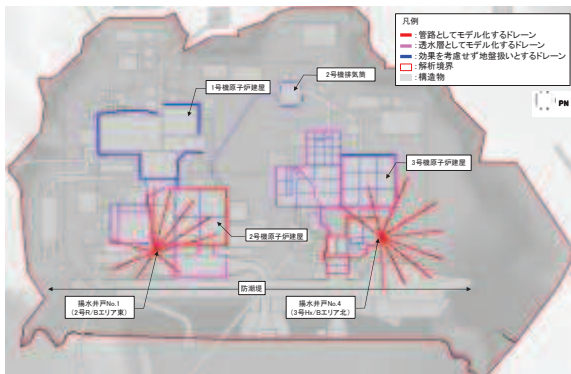 凡例
:管路としてモデル化するドレーン
:透水層としてモデル化するドレーン
:効果を考慮せず地盤扱いとするドレーン
:解析境界
:構造物
PN
2号機排気筒
1号機原子炉建屋
3号機原子炉建屋
2号機原子炉建屋
防潮堤
揚水井戸No.1
(2号R/Bエリア東)
揚水井戸No.4
(3号Hx/Bエリア北)